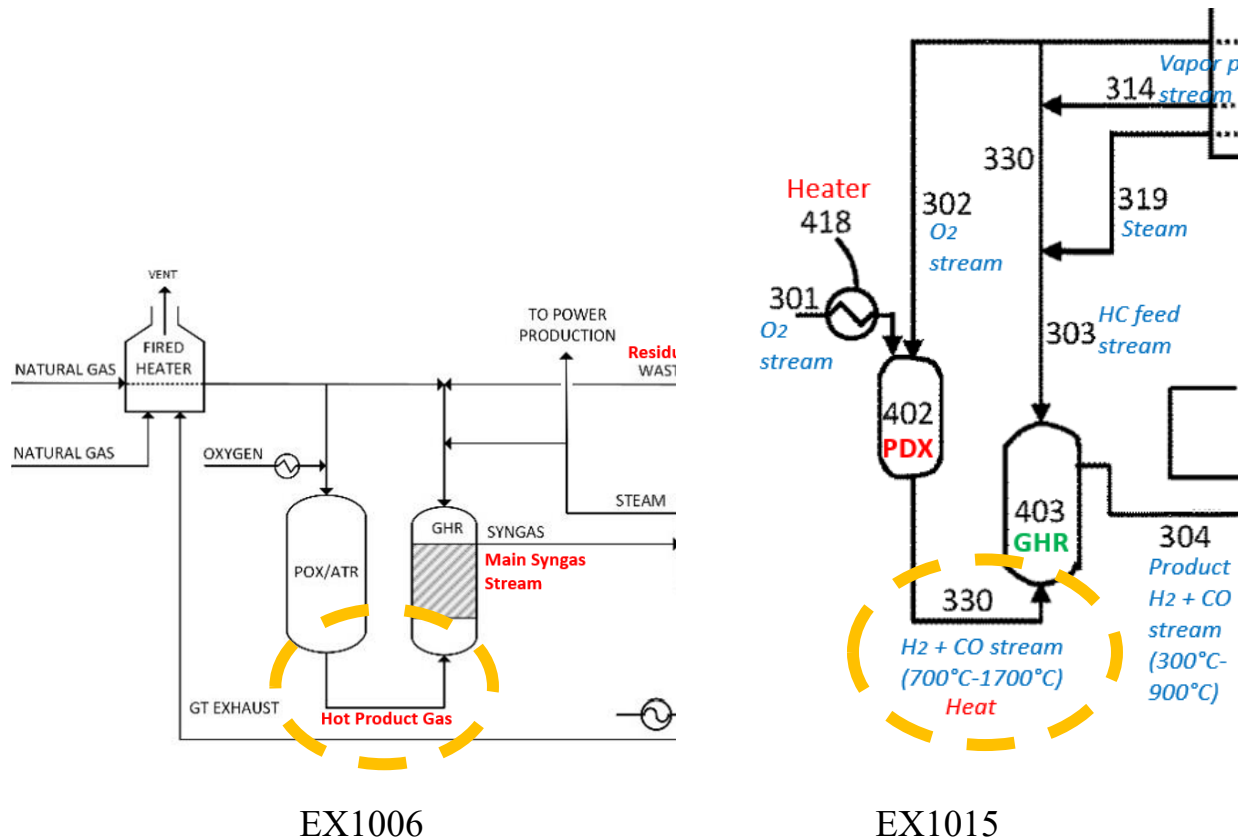 VENT
FIRED
HEATER
NATURAL GAS
NATURAL GAS
OXYGEN
TO POWER
PRODUCTION
STEAM
GHR
SYNGAS
Main Syngas
Stream
POX/ATR
GT EXHAUST
Hot Product Gas
EX1006
Vapor
stream
314
330
319
Steam
Heater
418
302
O2
stream
301
O2
stream
303
HC feed
stream
402
PDX
403
GHR
304
Product
H2 + CO
stream
(300°C-
900°C)
330
H2 + CO stream
(700°C-1700°C)
Heat
EX1015